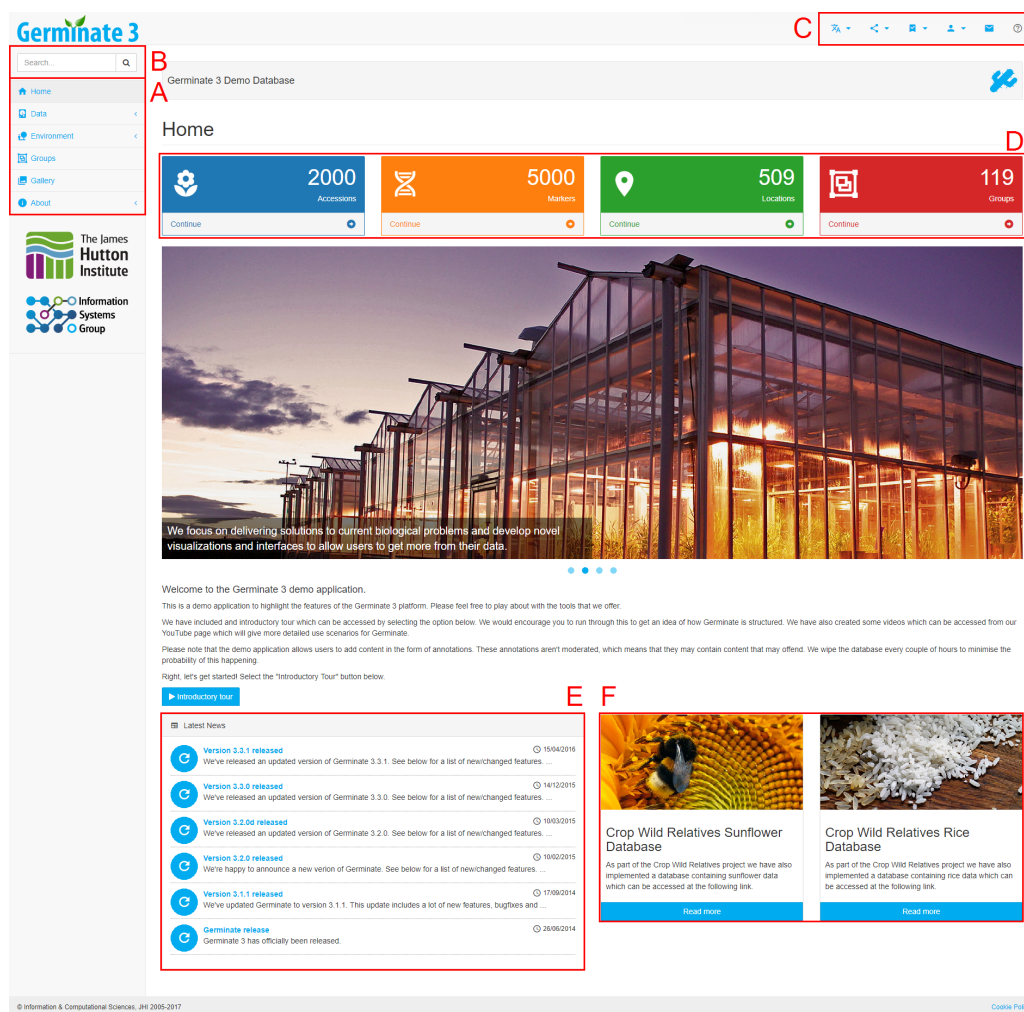 Germinate 3
C
Search...
B
A
Germinate 3 Demo Database
Home
Data
Environment
Groups
Gallery
About
Home
D
2000
Accessions
Continue
5000
Markers
Continue
509
Locations
Continue
119
Groups
Continue
The James
Hutton
Institute
Information
Systems
Group
We focus on delivering solutions to current biological problems and develop novel
visualizations and interfaces to allow users to get more from their data.
Welcome to the Germinate 3 demo application.
This is a demo application to highlight the features of the Germinate 3 platform. Please feel free to play about with the tools that we offer.
We have included and introductory tour which can be accessed by selecting the option below. We would encourage you to run through this to get an idea of how Germinate is structured. We have also created some videos which can be accessed from our
YouTube page which will give more detailed use scenarios for Germinate.
Please note that the demo application allows users to add content in the form of annotations. These annotations aren't moderated, which means that they may contain content that may offend. We wipe the database every couple of hours to minimise the
probability of this happening.
Right, let's get started! Select the "Introductory Tour" button below.
Introductory tour
E
F
Latest News
Version 3.3.1 released
15/04/2016
We've released an updated version of Germinate 3.3.1. See below for a list of new/changed features. ...
Version 3.3.0 released
14/12/2015
We've released an updated version of Germinate 3.3.0. See below for a list of new/changed features. ...
Version 3.2.0d released
10/03/2015
We've released an updated version of Germinate 3.2.0. See below for a list of new/changed features. ...
Version 3.2.0 released
10/02/2015
We're happy to announce a new verion of Germinate. See below for a list of new/changed features. ...
Version 3.1.1 released
17/09/2014
We've updated Germinate to version 3.1.1. This update includes a lot of new features, bugfixes and ...
Germinate release
26/06/2014
Germinate 3 has officially been released.
Crop Wild Relatives Sunflower
Database
As part of the Crop Wild Relatives project we have also
implemented a database containing sunflower data
which can be accessed at the following link.
Read more
Crop Wild Relatives Rice
Database
As part of the Crop Wild Relatives project we have also
implemented a database containing rice data which can
be accessed at the following link.
Read more
© Information & Computational Sciences, JHI 2005-2017
Cookie Poli